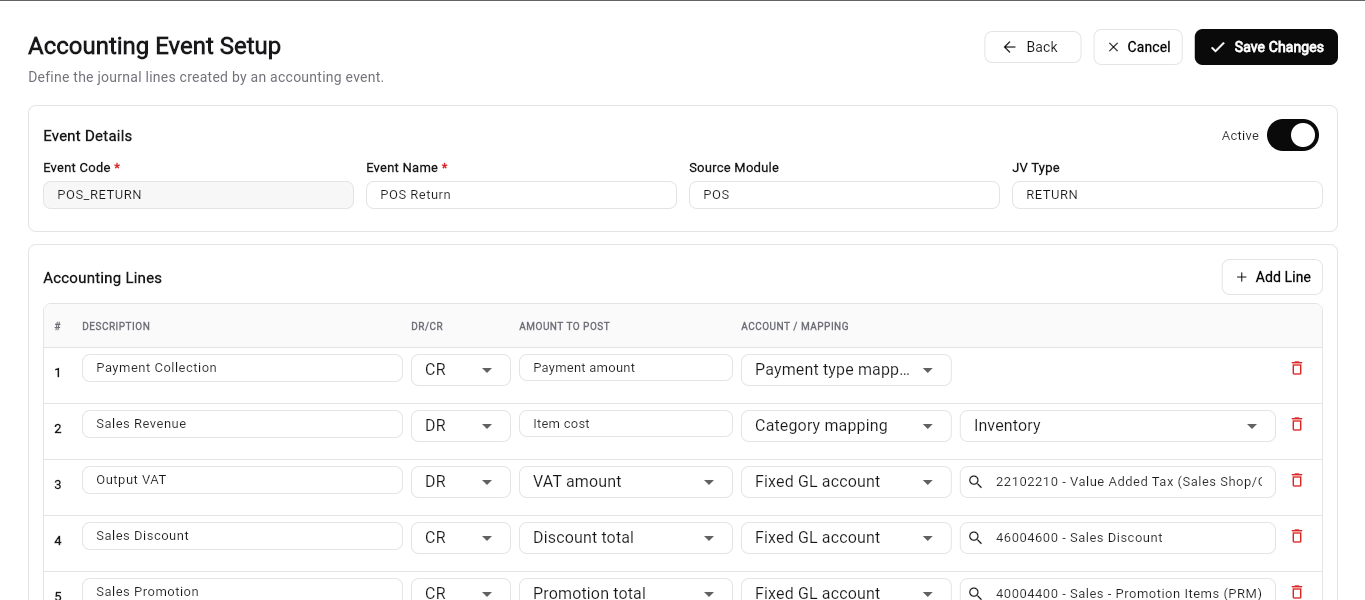 Accounting Event Setup
Back
Cancel
Save Changes
Define the journal lines created by an accounting event.
Event Details
Active
Event Code * Event Name * Source Module JV Type
POS_RETURN POS Return POS RETURN
Accounting Lines
+ Add Line
# DESCRIPTION DR/CR AMOUNT TO POST ACCOUNT / MAPPING
1 Payment Collection CR Payment amount Payment type mapp...
2 Sales Revenue DR Item cost Category mapping Inventory
3 Output VAT DR VAT amount Fixed GL account 22102210 - Value Added Tax (Sales Shop/
4 Sales Discount CR Discount total Fixed GL account 46004600 - Sales Discount
5 Sales Promotion CR Promotion total Fixed GL account 40004400 - Sales - Promotion Items (PRM)